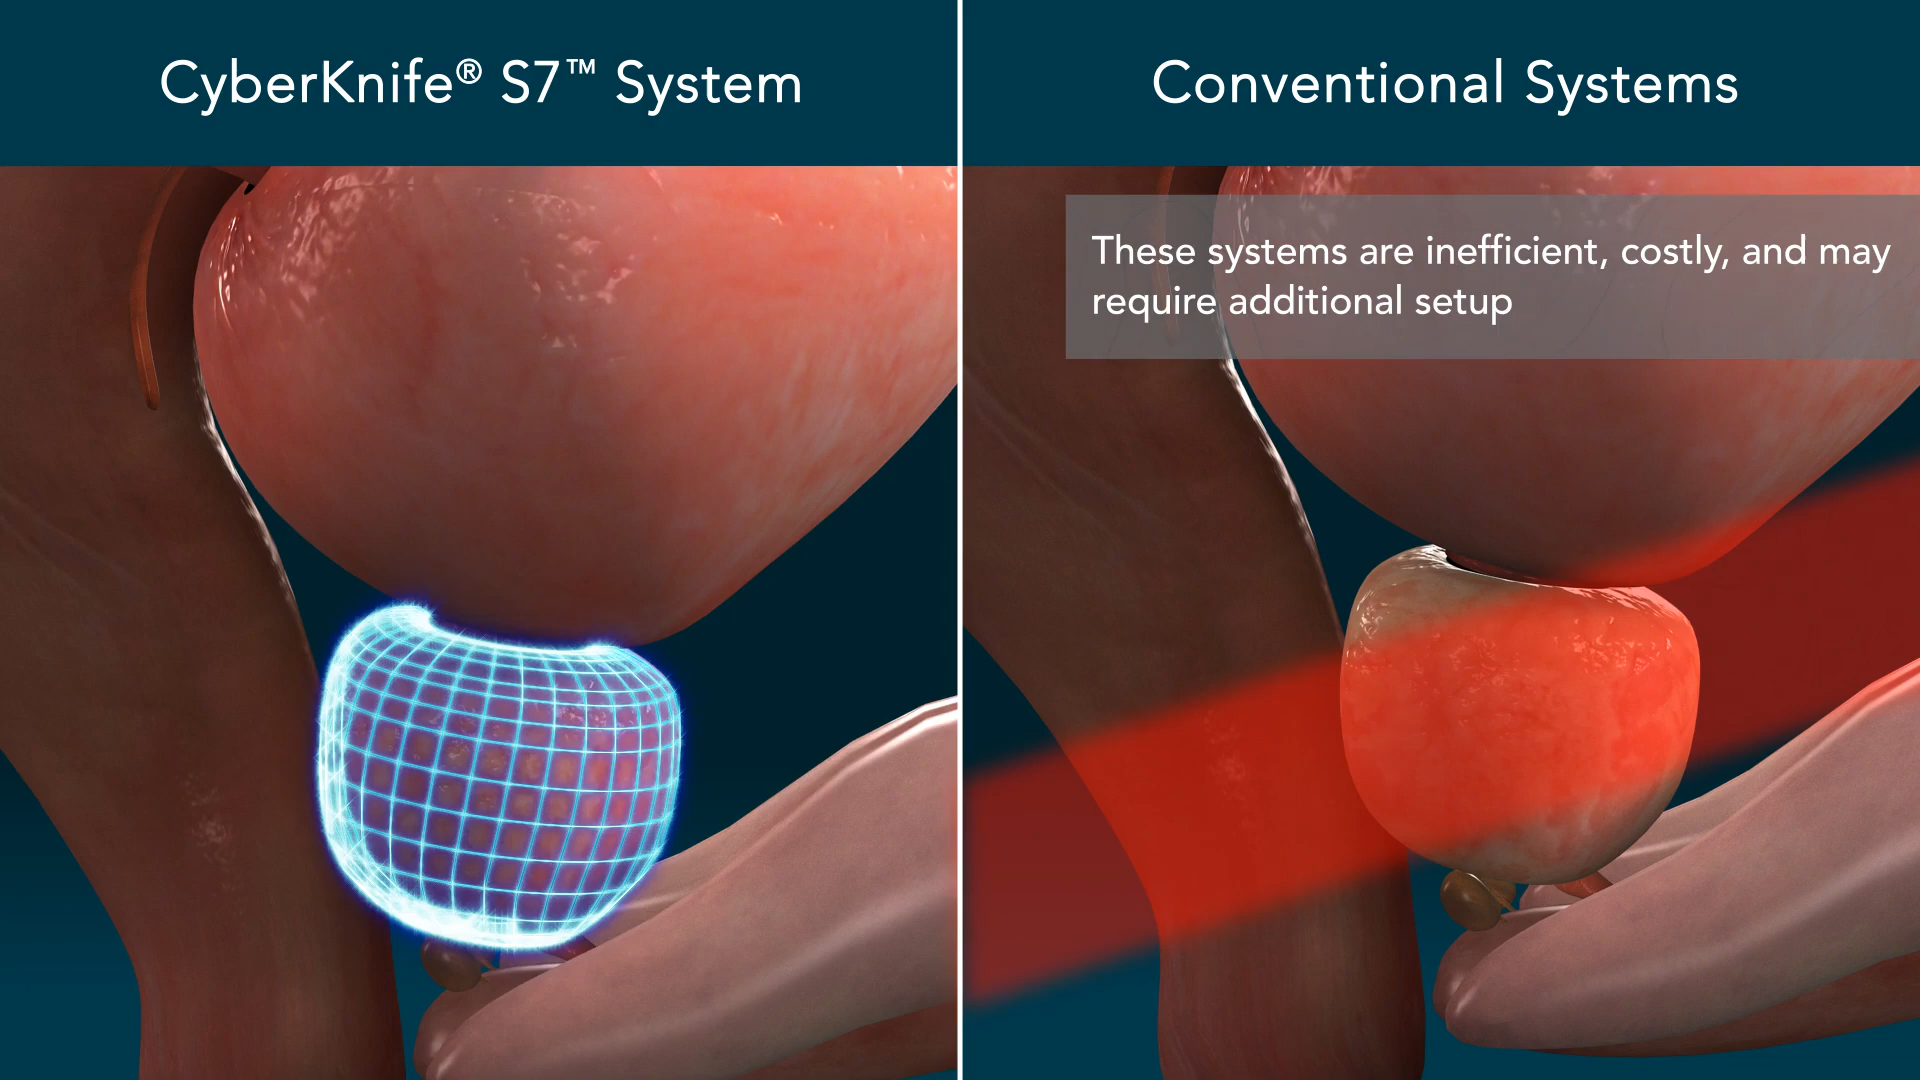 CyberKnife® S7™ System
Conventional Systems
These systems are inefficient, costly, and may
require additional setup